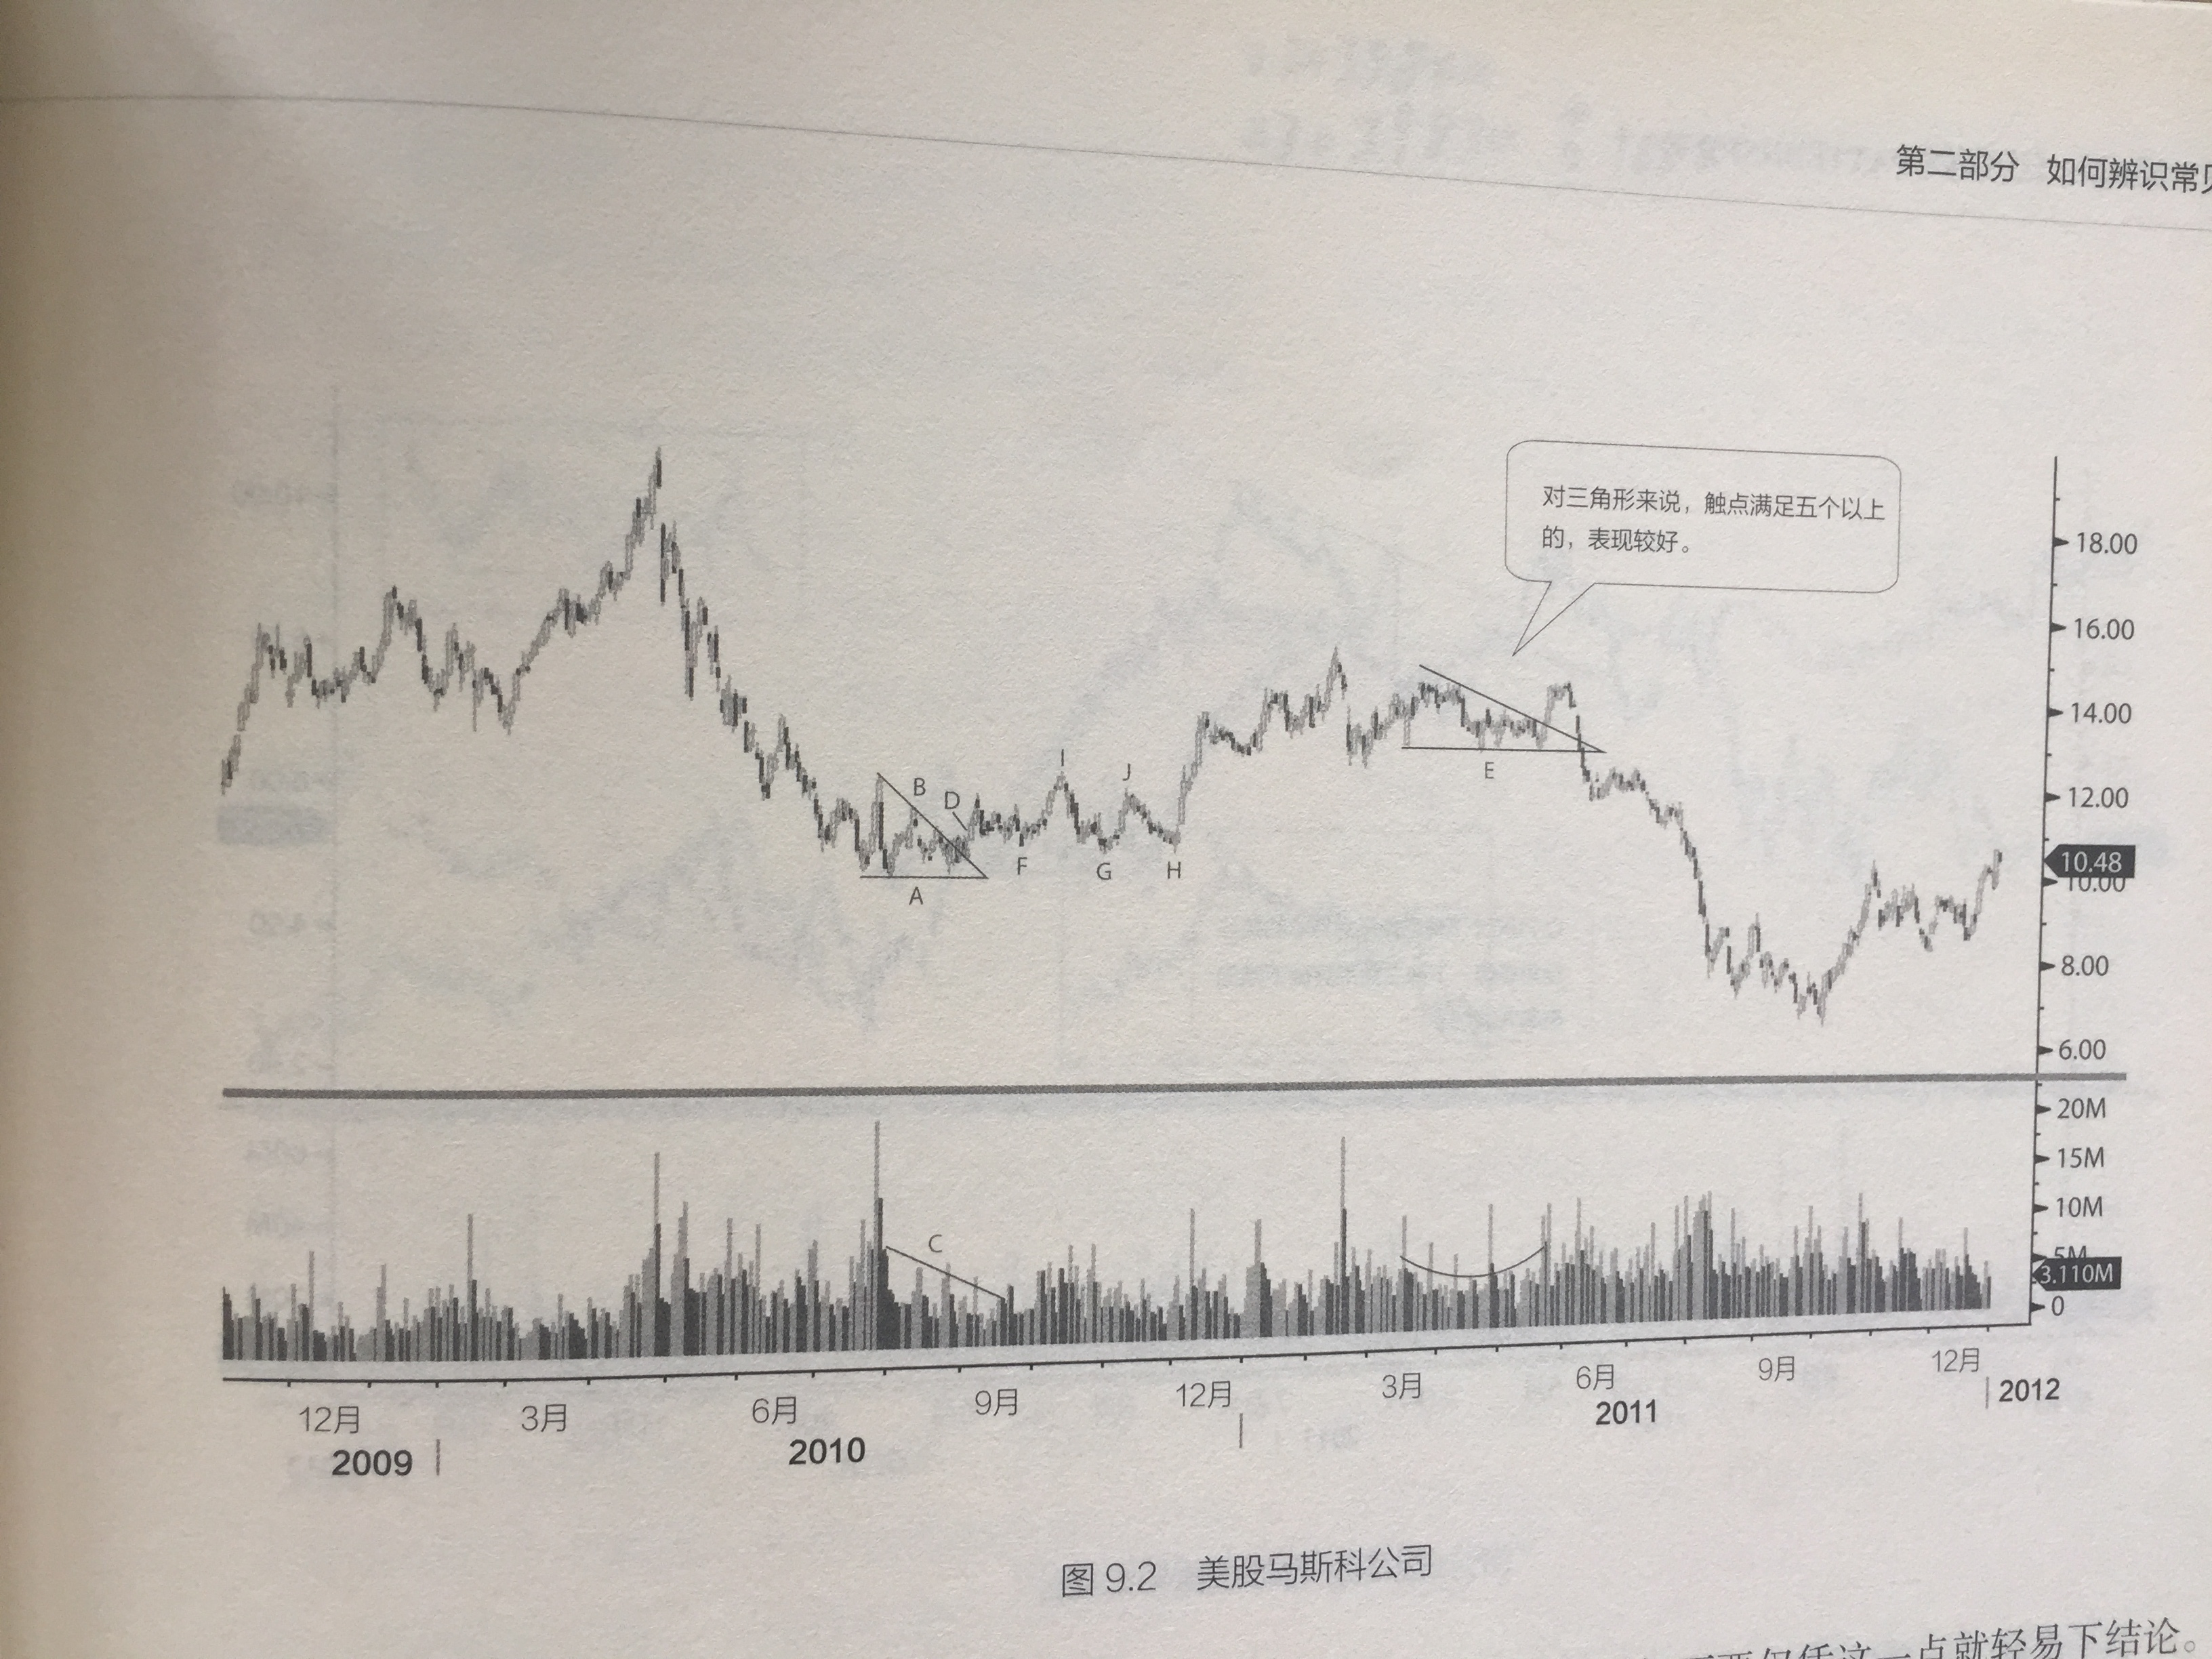 第二部分 如何辨识常
对三角形来说，触点满足五个以上
的，表现较好。
18.00
16.00
14.00
12.00
10.48
10.00
8.00
6.00
20M
15M
10M
5M
3.110M
0
B
D
A
F
I
G
J
H
E
C
12月
3月
6月
9月
12月
3月
6月
9月
12月
2009
2010
2011
2012
图 9.2 美股马斯科公司
一点就轻易下结论。